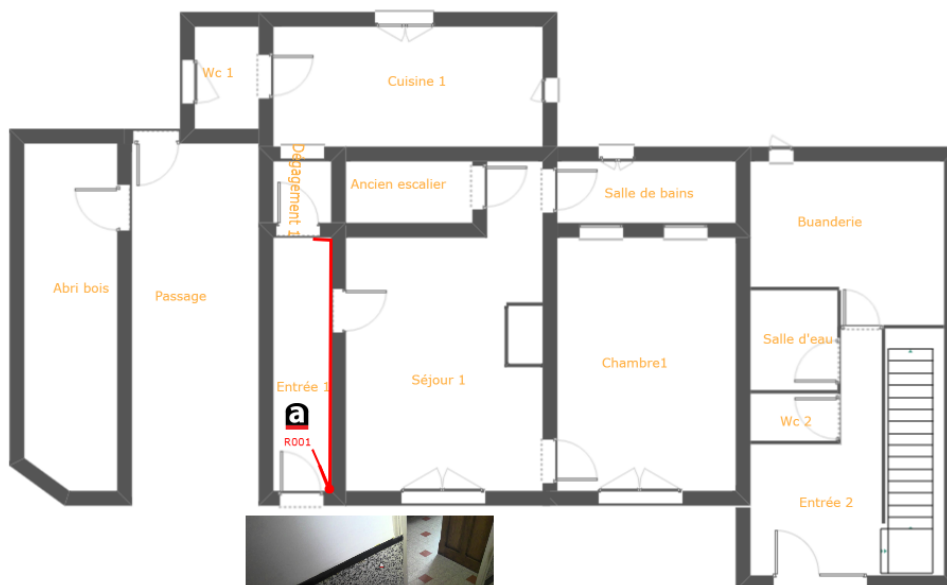 Wc 1
Cuisine 1
Dégagement 1
Ancien escalier
Salle de bains
Buanderie
Abri bois
Passage
Salle d'eau
Chambre1
Séjour 1
Entrée 1
a
Wc 2
R001
Entrée 2